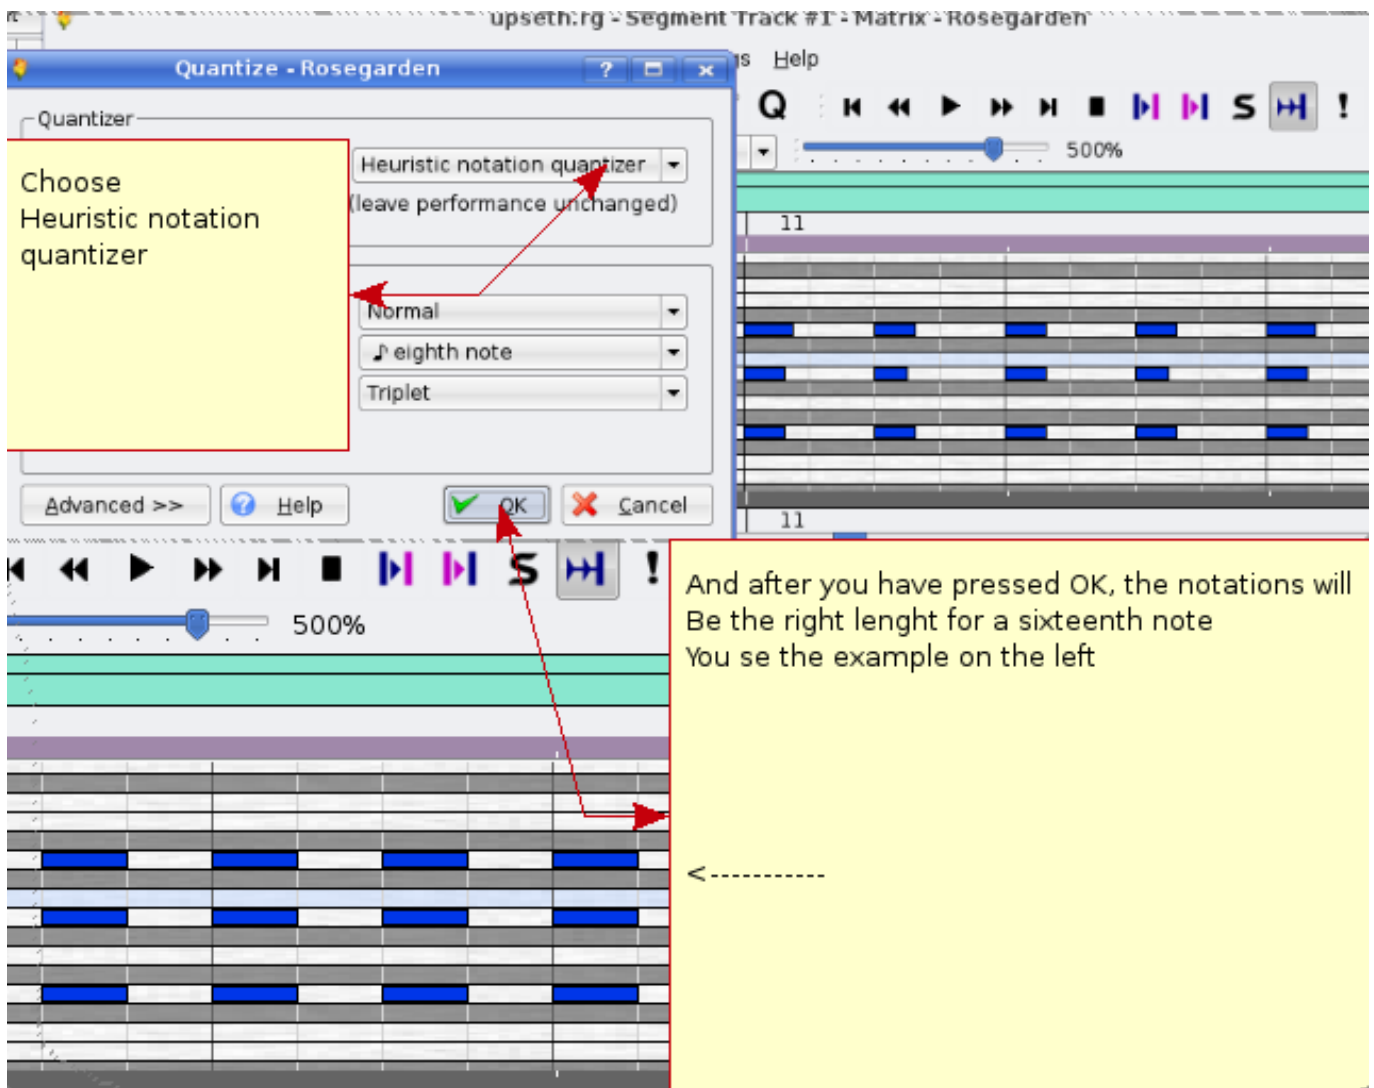 upseth.rg - Segment Track #1 - Matrix - Rosegarden
Quantize - Rosegarden
? x
gs Help
Q S !
500%
Quantizer
Choose
Heuristic notation
quantizer
Heuristic notation quantizer
(leave performance unchanged)
11
Normal
eighth note
Triplet
Advanced >> Help OK Cancel
11
S !
500%
And after you have pressed OK, the notations will
Be the right lenght for a sixteenth note
You se the example on the left
<-----------